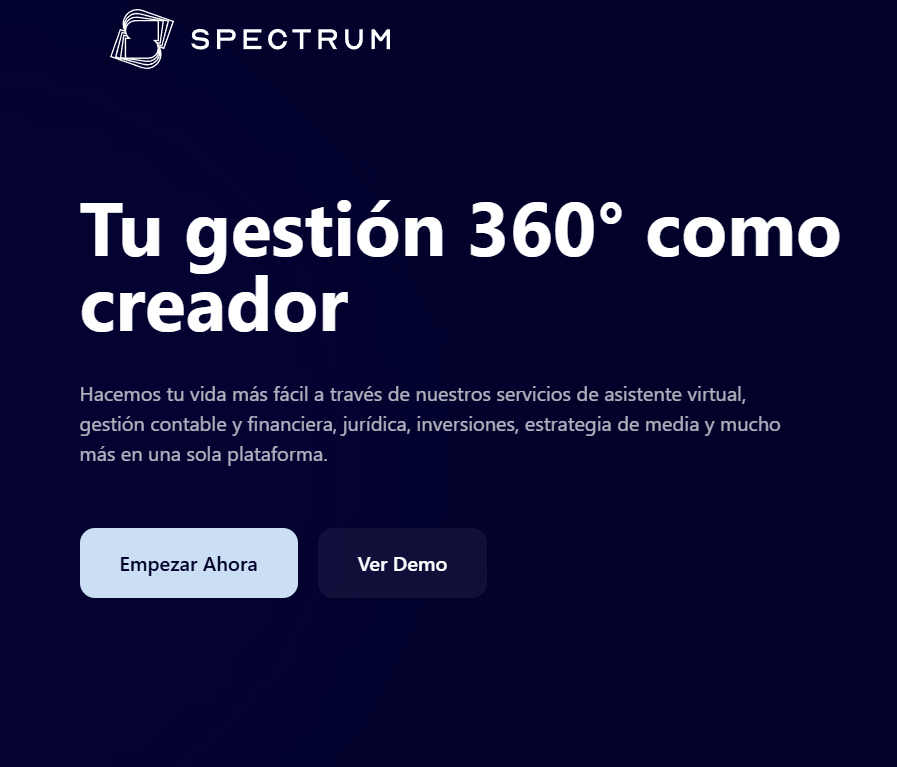 SPECTRUM
Tu gestión 360° como
creador
Hacemos tu vida más fácil a través de nuestros servicios de asistente virtual,
gestión contable y financiera, jurídica, inversiones, estrategia de media y mucho
más en una sola plataforma.
Empezar Ahora
Ver Demo